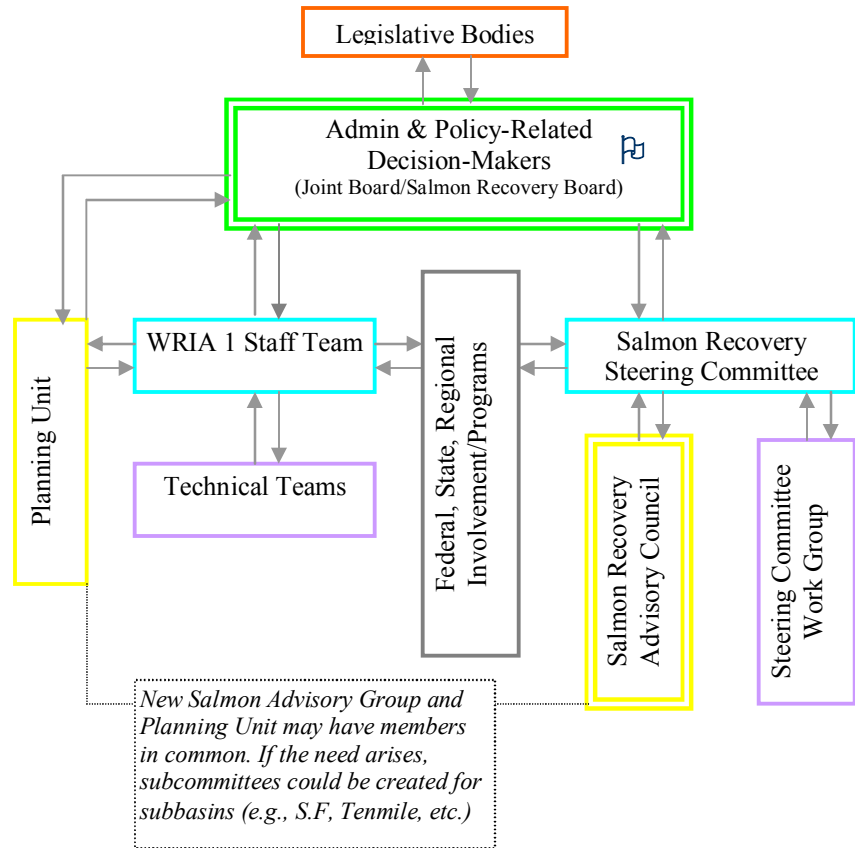 Legislative Bodies
Admin & Policy-Related
Decision-Makers
(Joint Board/Salmon Recovery Board)
Planning Unit
WRIA 1 Staff Team
Technical Teams
Federal, State, Regional
Involvement/Programs
Salmon Recovery
Steering Committee
Salmon Recovery
Advisory Council
Steering Committee
Work Group
New Salmon Advisory Group and
Planning Unit may have members
in common. If the need arises,
subcommittees could be created for
subbasins (e.g., S.F, Tenmile, etc.)